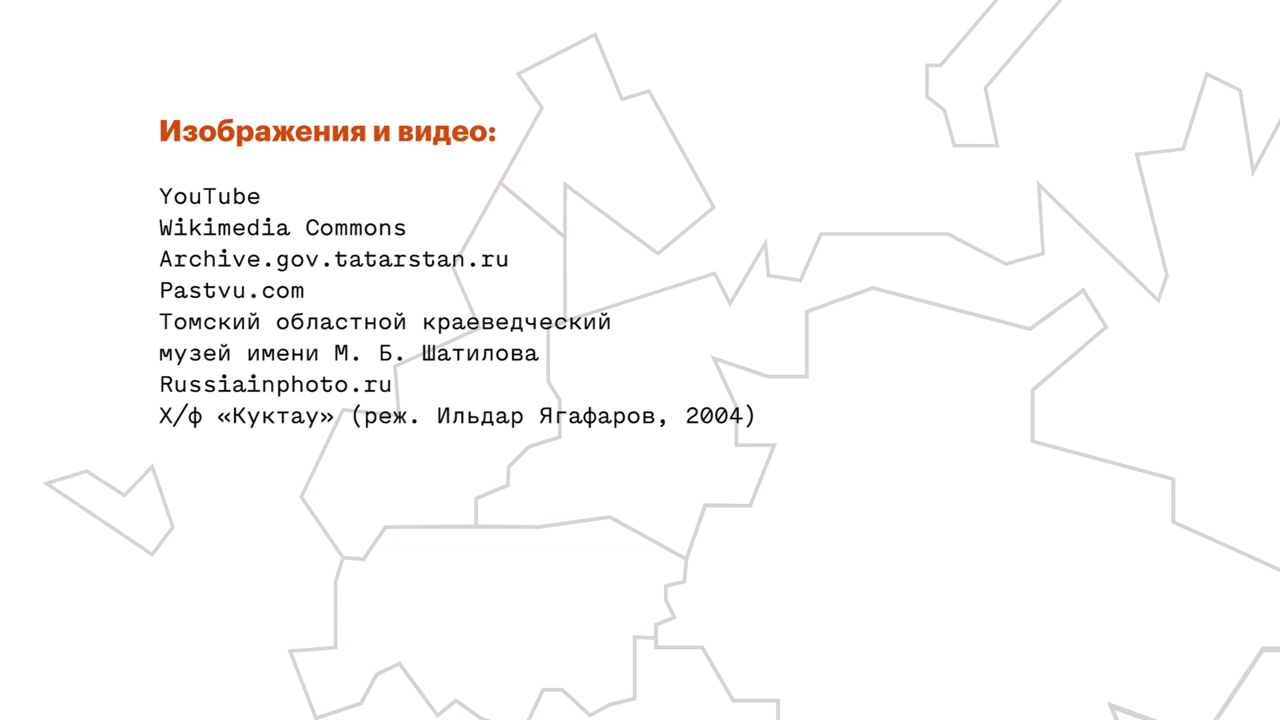 Изображения и видео:
YouTube
Wikimedia Commons
Archive.gov.tatarstan.ru
Pastvu.com
Томский областной краеведческий
музей имени М. Б. Шатилова
Russiainphoto.ru
Х/ф «Куктау» (реж. Ильдар Ягафаров, 2004)